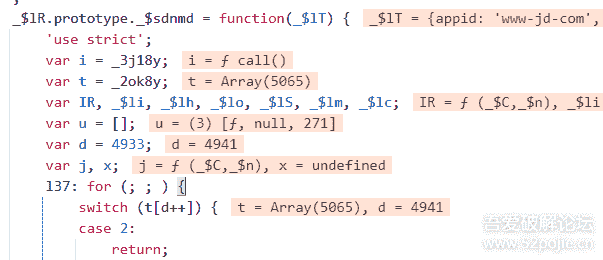 _$lR.prototype._$sdnmd = function(_$lT) { _$lT = {appid: 'www-jd-com',
'use strict';
var i = _3j18y; i = ƒ call()
var t = _2ok8y; t = Array(5065)
var IR, _$li, _$lh, _$lo, _$lS, _$lm, _$lc; IR = ƒ (_$C,_$n), _$li
var u = []; u = (3) [ƒ, null, 271]
var d = 4933; d = 4941
var j, x; j = ƒ (_$C,_$n), x = undefined
l37: for (; ; ) {
switch (t[d++]) { t = Array(5065), d = 4941
case 2:
return;
吾爱破解论坛
www.52pojie.cn